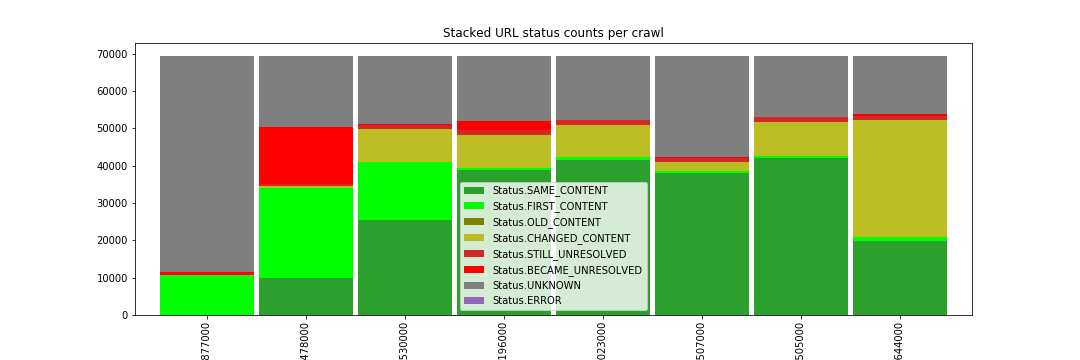 Stacked URL status counts per crawl
70000
60000
50000
40000
30000
20000
10000
0
Status.SAME_CONTENT
Status.FIRST_CONTENT
Status.OLD_CONTENT
Status.CHANGED_CONTENT
Status.STILL_UNRESOLVED
Status.BECAME_UNRESOLVED
Status.UNKNOWN
Status.ERROR
877000
478000
530000
196000
023000
507000
505000
644000